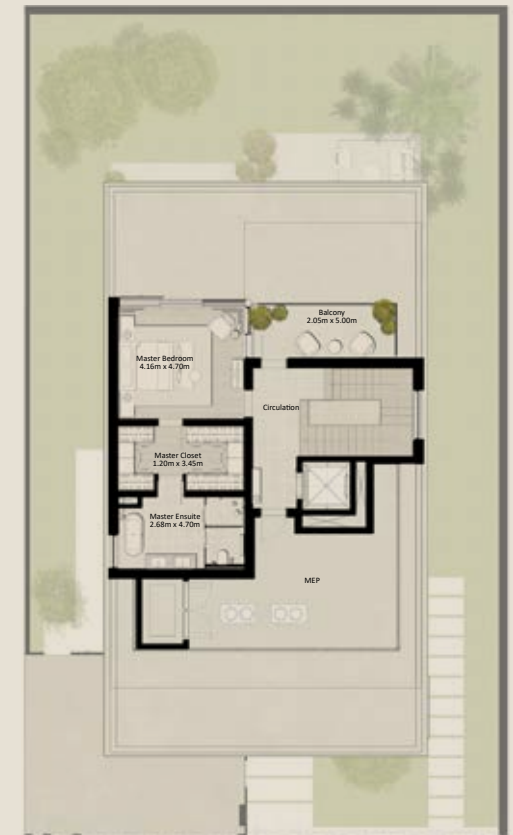 Balcony
2.05m x 5.00m
Master Bedroom
4.16m x 4.70m
Circulation
Master Closet
1.20m x 3.45m
Master Ensuite
2.68m x 4.70m
MEP